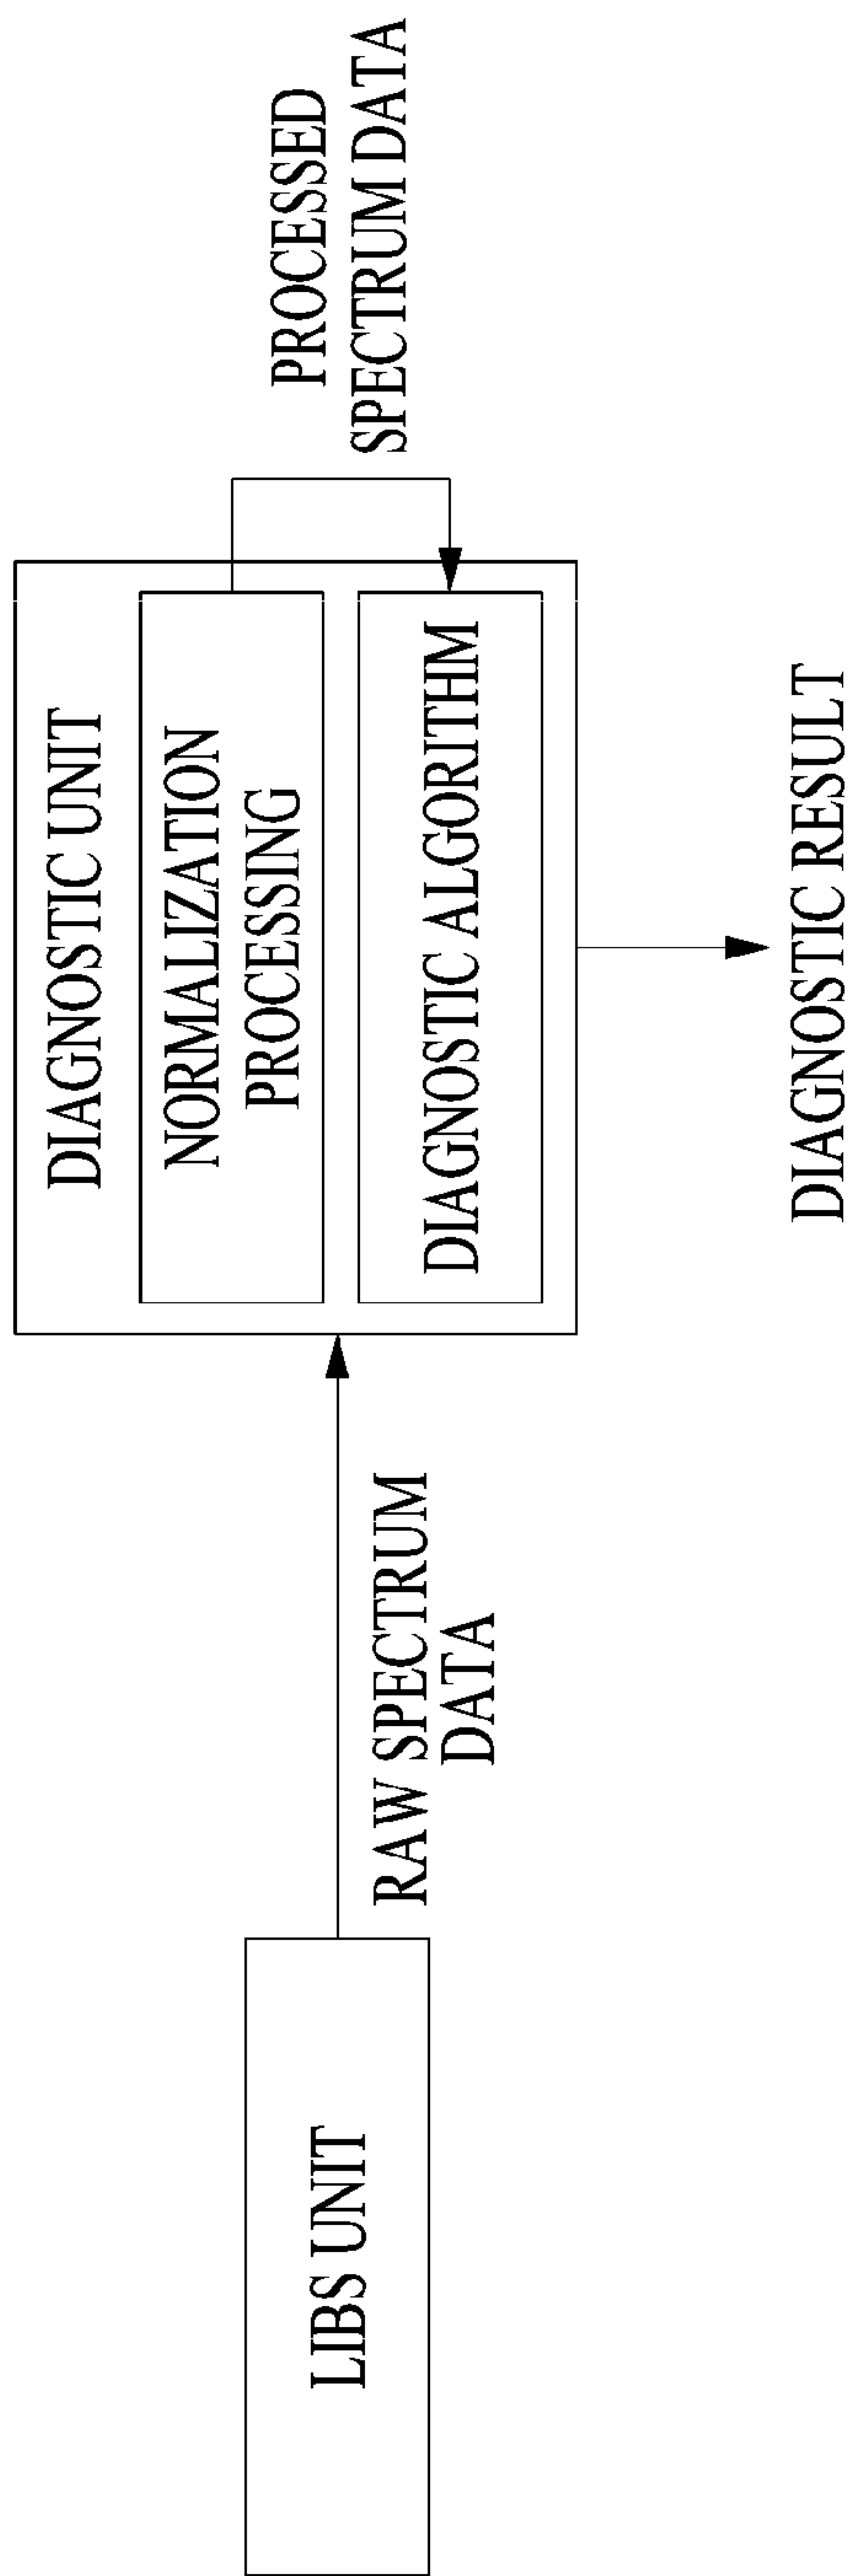 LIBS UNIT
RAW SPECTRUM
DATA
DIAGNOSTIC UNIT
NORMALIZATION
PROCESSING
DIAGNOSTIC ALGORITHM
PROCESSED
SPECTRUM DATA
DIAGNOSTIC RESULT